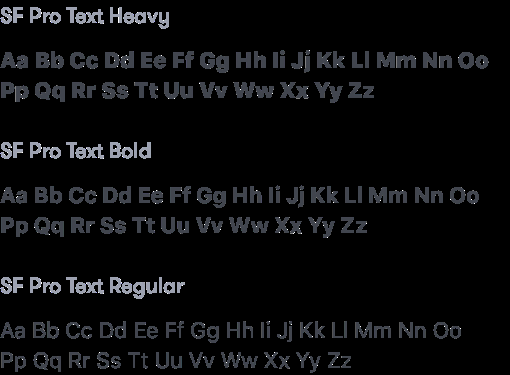 SF Pro Text Heavy
Aa Bb Cc Dd Ee Ff Gg Hh Ii Jj Kk Ll Mm Nn Oo
Pp Qq Rr Ss Tt Uu Vv Ww Xx Yy Zz
SF Pro Text Bold
Aa Bb Cc Dd Ee Ff Gg Hh Ii Jj Kk Ll Mm Nn Oo
Pp Qq Rr Ss Tt Uu Vv Ww Xx Yy Zz
SF Pro Text Regular
Aa Bb Cc Dd Ee Ff Gg Hh Ii Jj Kk Ll Mm Nn Oo
Pp Qq Rr Ss Tt Uu Vv Ww Xx Yy Zz